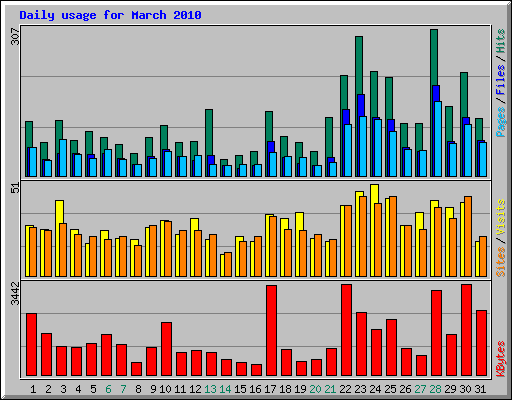 Daily usage for March 2010
307
Pages / Files / Hits
51
Sites / Visits
3442
KBytes
1 2 3 4 5 6 7 8 9 10 11 12 13 14 15 16 17 18 19 20 21 22 23 24 25 26 27 28 29 30 31